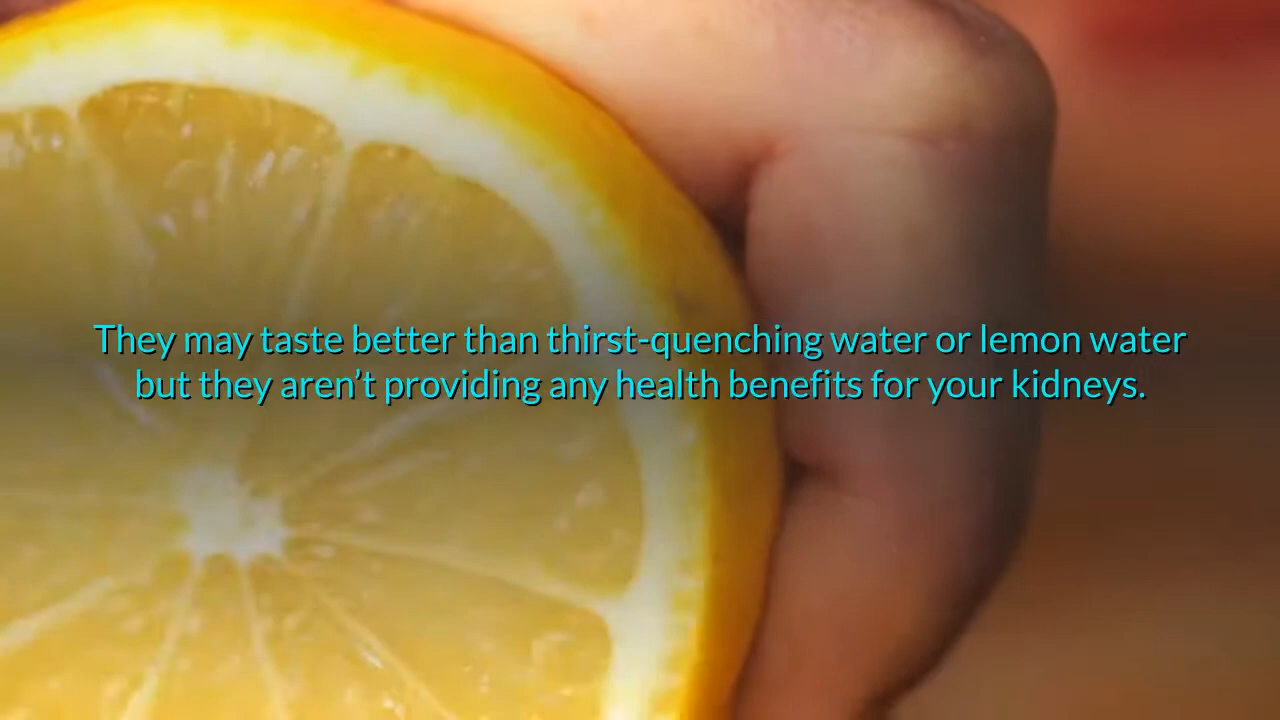 They may taste better than thirst-quenching water or lemon water
but they aren’t providing any health benefits for your kidneys.